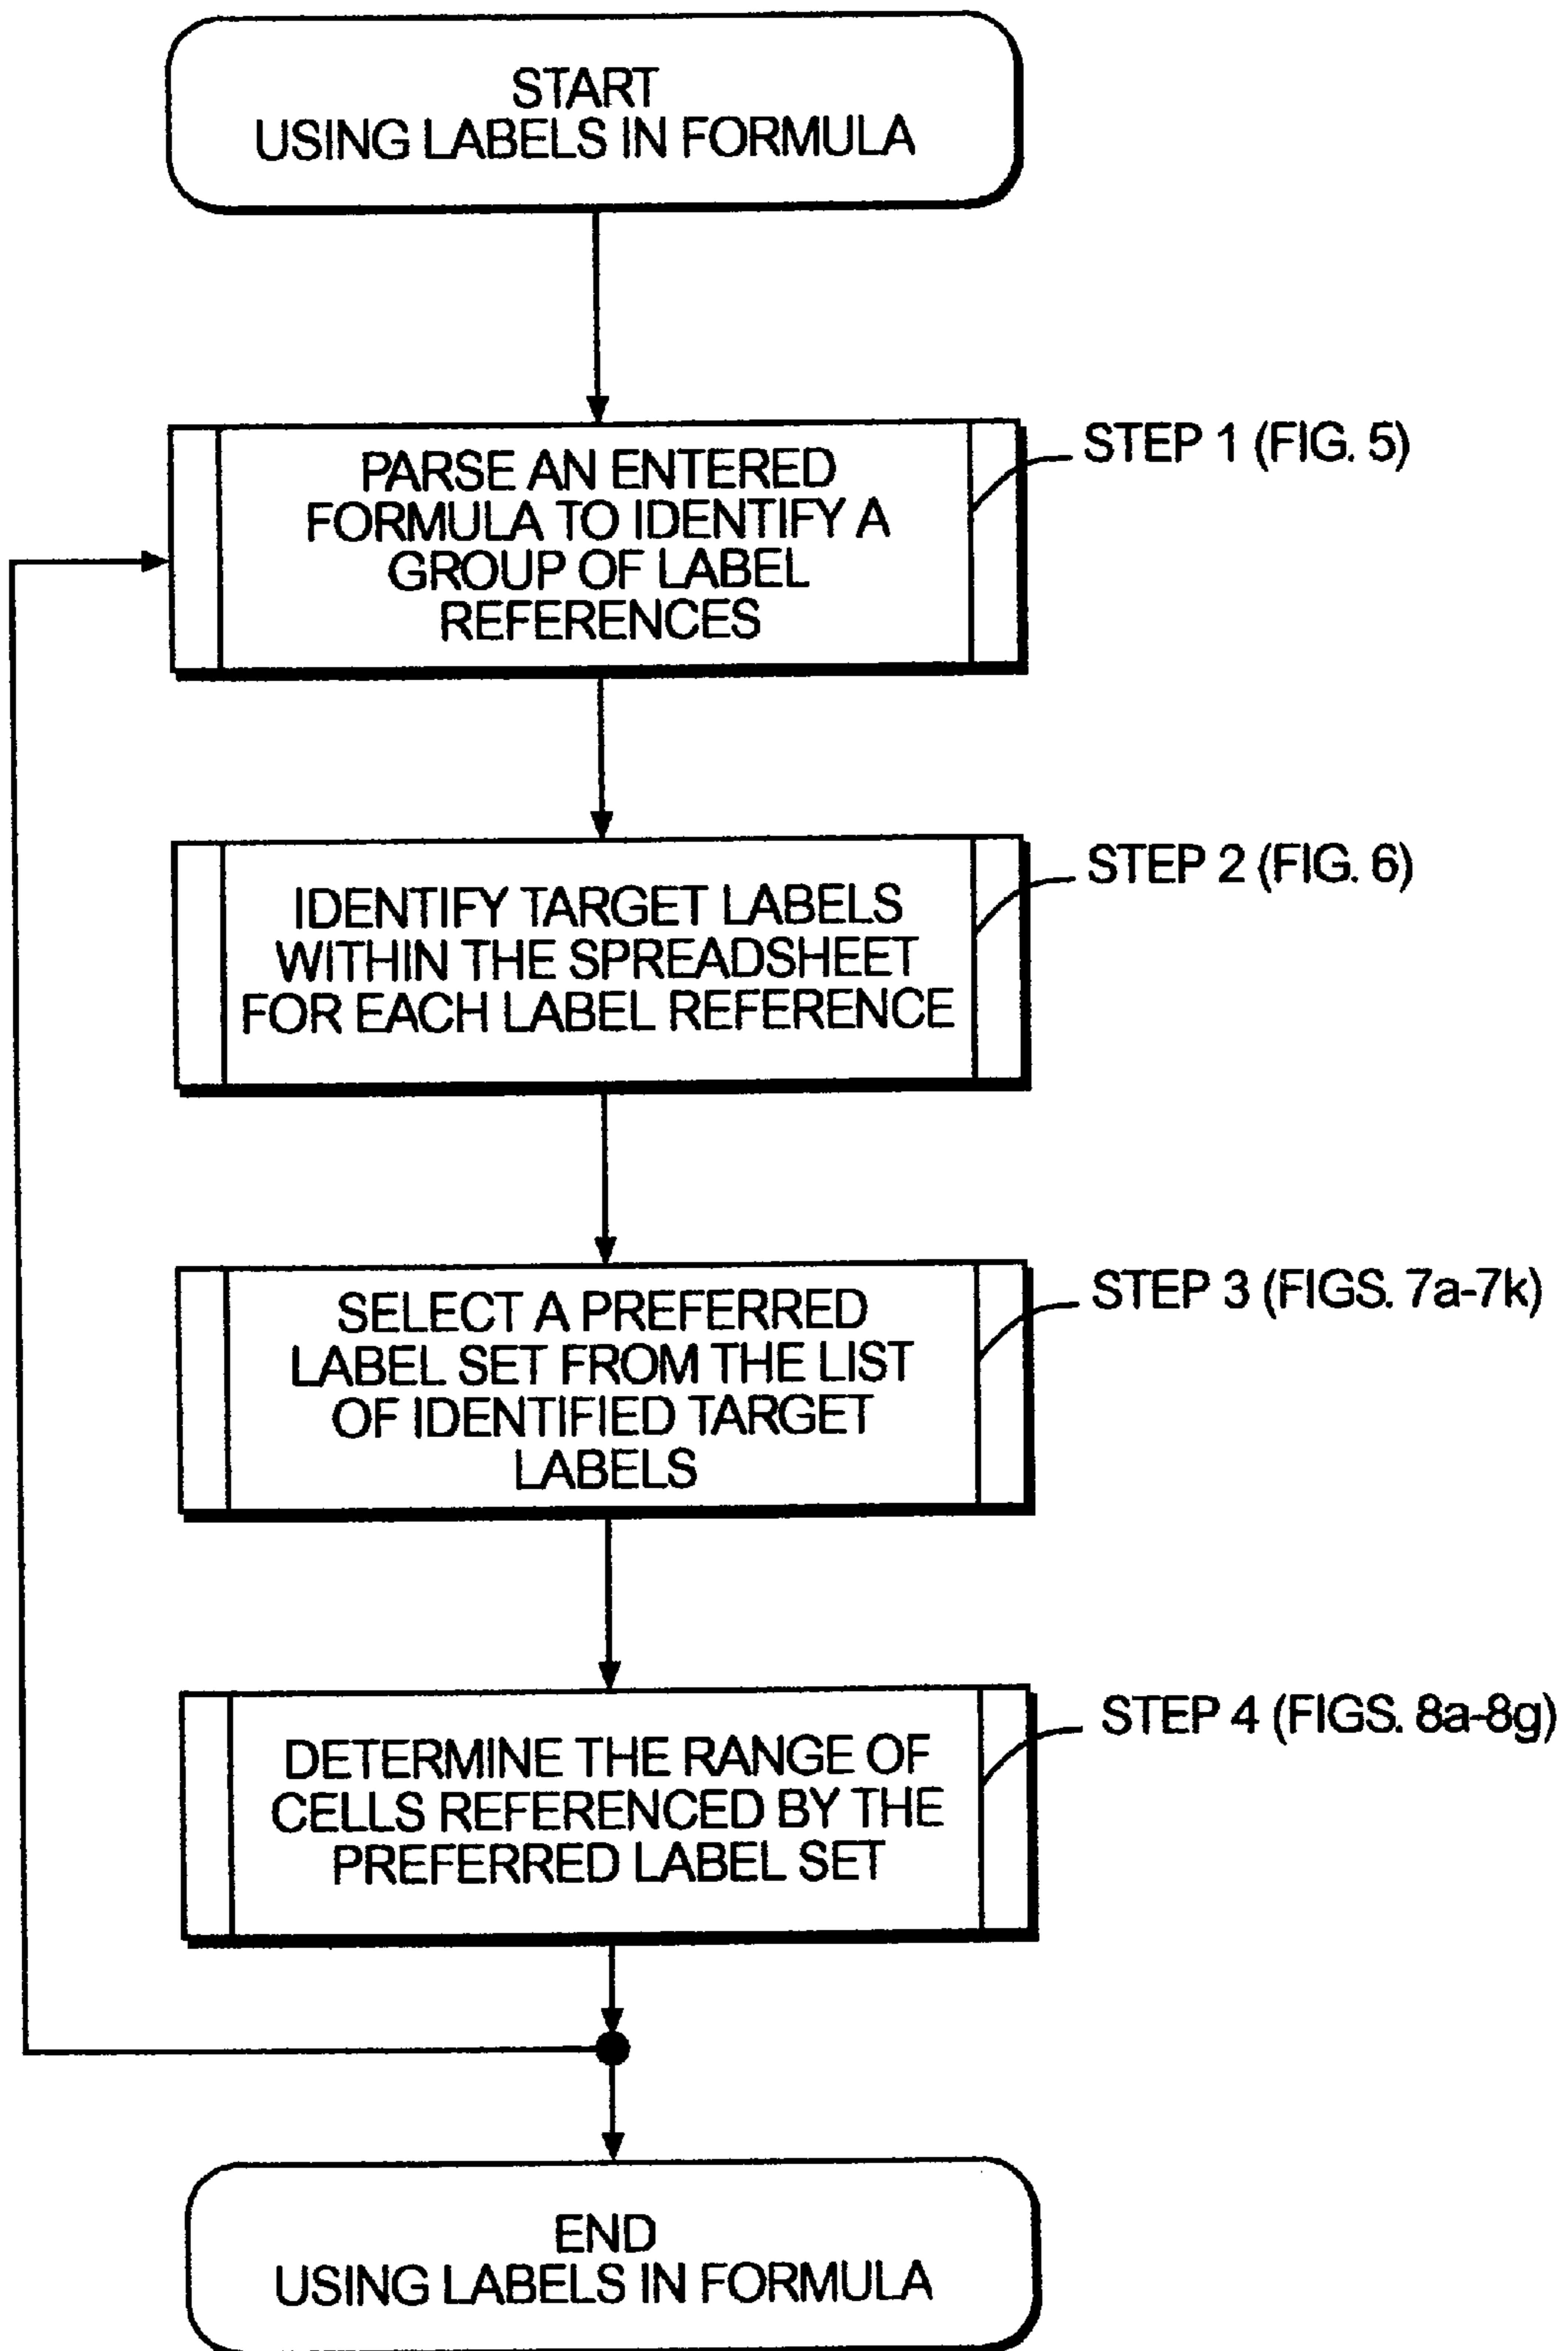 START
USING LABELS IN FORMULA
PARSE AN ENTERED
FORMULA TO IDENTIFY A
GROUP OF LABEL
REFERENCES
STEP 1 (FIG. 5)
IDENTIFY TARGET LABELS
WITHIN THE SPREADSHEET
FOR EACH LABEL REFERENCE
STEP 2 (FIG. 6)
SELECT A PREFERRED
LABEL SET FROM THE LIST
OF IDENTIFIED TARGET
LABELS
STEP 3 (FIGS. 7a-7k)
DETERMINE THE RANGE OF
CELLS REFERENCED BY THE
PREFERRED LABEL SET
STEP 4 (FIGS. 8a-8g)
END
USING LABELS IN FORMULA